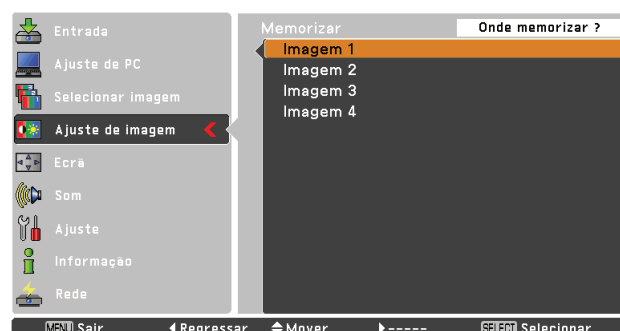 Entrada
Ajuste de PC
Selecionar imagem
Ajuste de imagem
Ecrã
Som
Ajuste
Informação
Rede
Memorizar
Onde memorizar ?
Imagem 1
Imagem 2
Imagem 3
Imagem 4
MENU Sair Regressar Mover ----- SELECT Selecionar